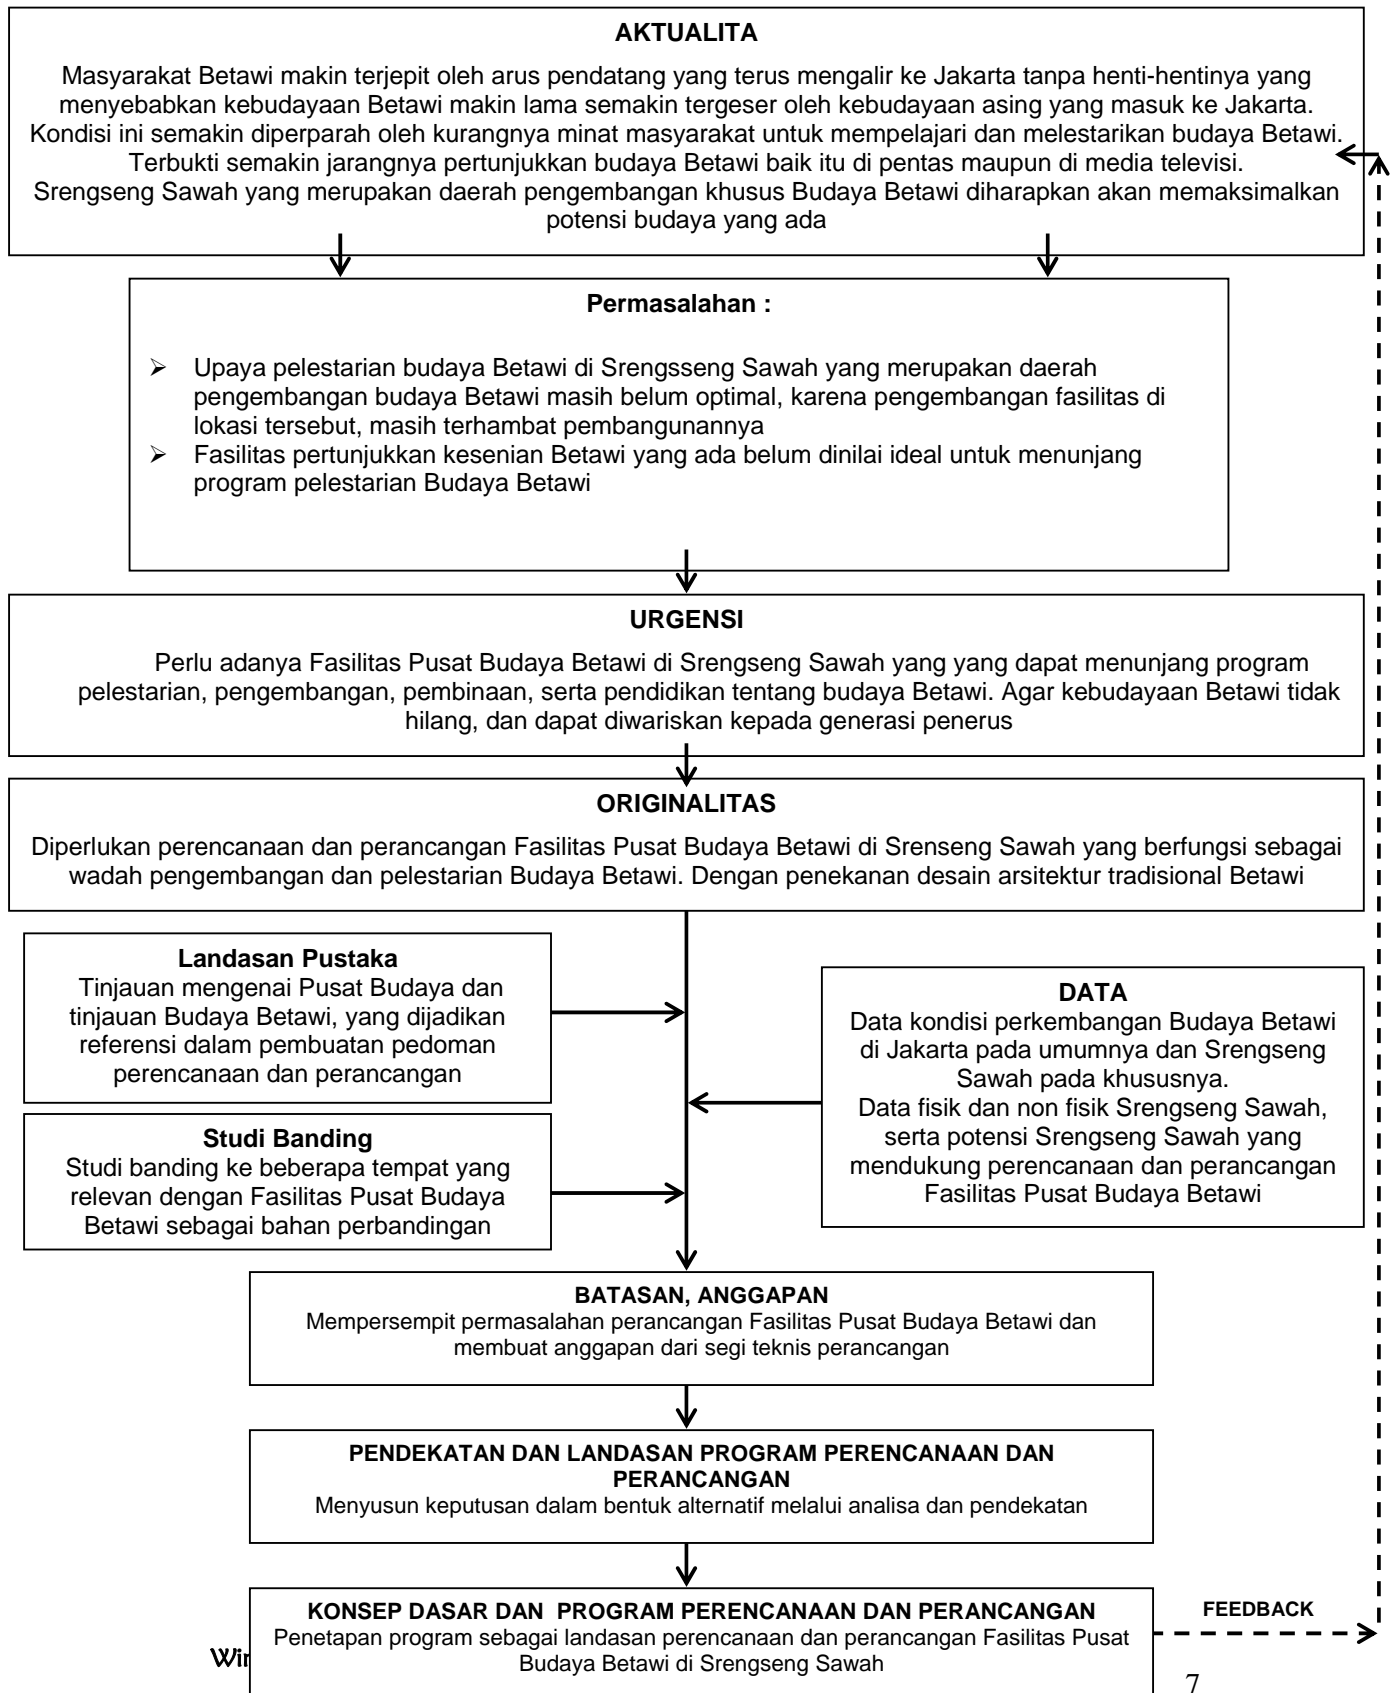 AKTUALITA
Masyarakat Betawi makin terjepit oleh arus pendatang yang terus mengalir ke Jakarta tanpa henti-hentinya yang
menyebabkan kebudayaan Betawi makin lama semakin tergeser oleh kebudayaan asing yang masuk ke Jakarta.
Kondisi ini semakin diperparah oleh kurangnya minat masyarakat untuk mempelajari dan melestarikan budaya Betawi.
Terbukti semakin jarangnya pertunjukkan budaya Betawi baik itu di pentas maupun di media televisi.
Srengseng Sawah yang merupakan daerah pengembangan khusus Budaya Betawi diharapkan akan memaksimalkan
potensi budaya yang ada
Permasalahan :
➢ Upaya pelestarian budaya Betawi di Srengsseng Sawah yang merupakan daerah
pengembangan budaya Betawi masih belum optimal, karena pengembangan fasilitas di
lokasi tersebut, masih terhambat pembangunannya
➢ Fasilitas pertunjukkan kesenian Betawi yang ada belum dinilai ideal untuk menunjang
program pelestarian Budaya Betawi
URGENSI
Perlu adanya Fasilitas Pusat Budaya Betawi di Srengseng Sawah yang yang dapat menunjang program
pelestarian, pengembangan, pembinaan, serta pendidikan tentang budaya Betawi. Agar kebudayaan Betawi tidak
hilang, dan dapat diwariskan kepada generasi penerus
ORIGINALITAS
Diperlukan perencanaan dan perancangan Fasilitas Pusat Budaya Betawi di Srenseng Sawah yang berfungsi sebagai
wadah pengembangan dan pelestarian Budaya Betawi. Dengan penekanan desain arsitektur tradisional Betawi
Landasan Pustaka
Tinjauan mengenai Pusat Budaya dan
tinjauan Budaya Betawi, yang dijadikan
referensi dalam pembuatan pedoman
perencanaan dan perancangan
DATA
Data kondisi perkembangan Budaya Betawi
di Jakarta pada umumnya dan Srengseng
Sawah pada khususnya.
Data fisik dan non fisik Srengseng Sawah,
serta potensi Srengseng Sawah yang
mendukung perencanaan dan perancangan
Fasilitas Pusat Budaya Betawi
Studi Banding
Studi banding ke beberapa tempat yang
relevan dengan Fasilitas Pusat Budaya
Betawi sebagai bahan perbandingan
BATASAN, ANGGAPAN
Mempersempit permasalahan perancangan Fasilitas Pusat Budaya Betawi dan
membuat anggapan dari segi teknis perancangan
PENDEKATAN DAN LANDASAN PROGRAM PERENCANAAN DAN
PERANCANGAN
Menyusun keputusan dalam bentuk alternatif melalui analisa dan pendekatan
KONSEP DASAR DAN PROGRAM PERENCANAAN DAN PERANCANGAN
Penetapan program sebagai landasan perencanaan dan perancangan Fasilitas Pusat
Budaya Betawi di Srengseng Sawah
FEEDBACK
7